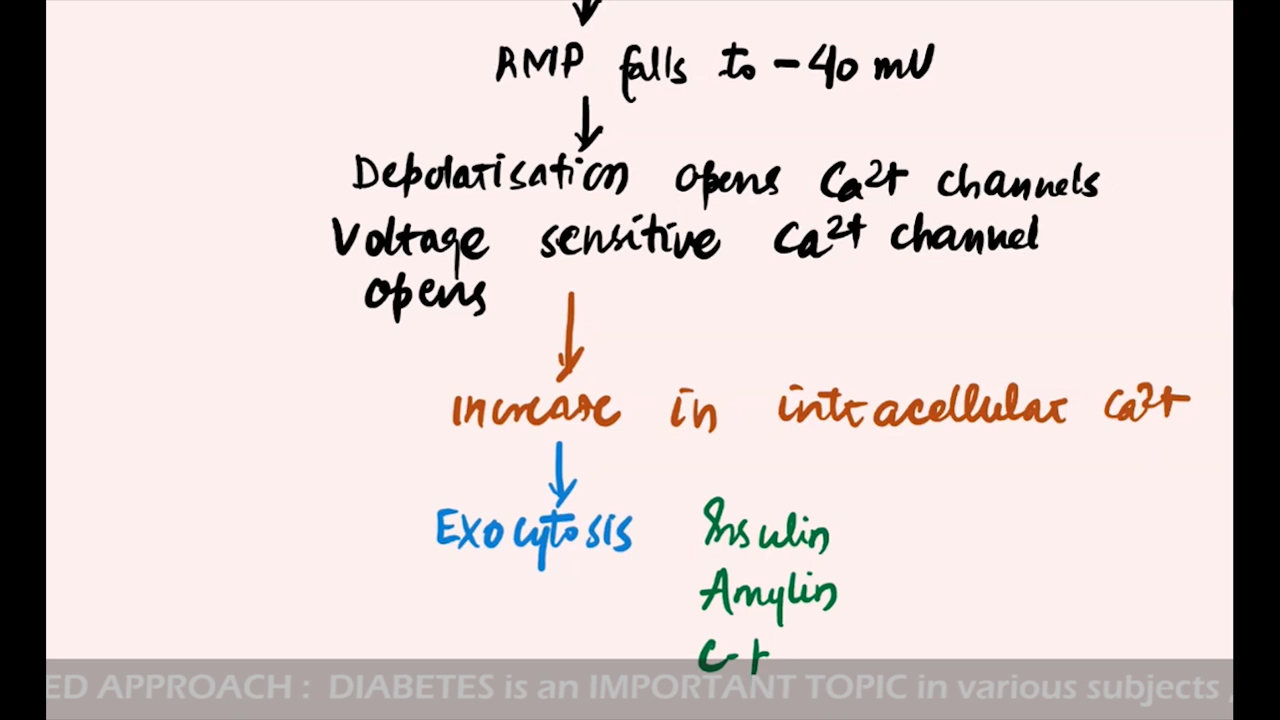 RMP falls to -40 mV
Depolarisation opens Ca2+ channels
Voltage sensitive Ca2+ channel
opens
Increase in intracellular Ca2+
Exocytosis Insulin
Amylin
C-
ED APPROACH : DIABETES is an IMPORTANT TOPIC in various subjects ,